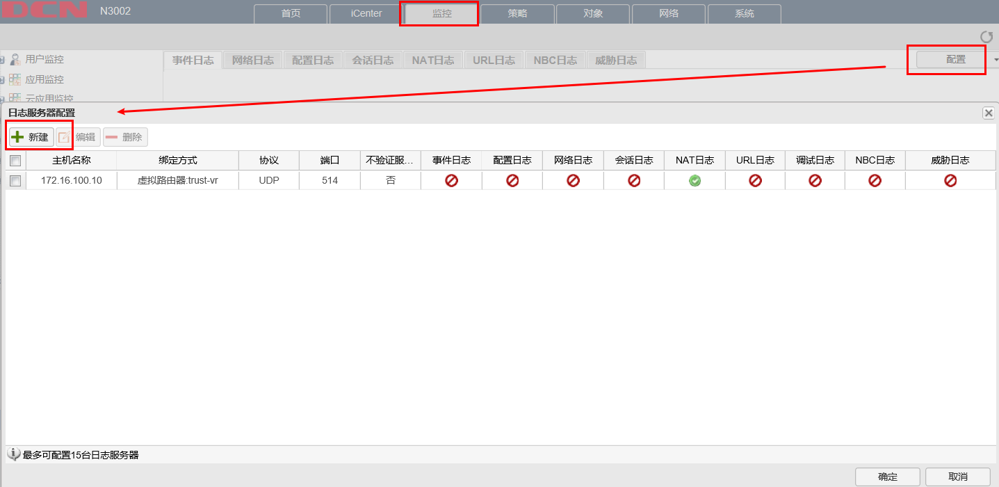 DCN N3002 首页 iCenter 监控 策略 对象 网络 系统
用户监控 事件日志 网络日志 配置日志 会话日志 NAT日志 URL日志 NBC日志 威胁日志 配置
应用监控
云应用监控
日志服务器配置
新建 编辑 删除
主机名称 绑定方式 协议 端口 不验证服... 事件日志 配置日志 网络日志 会话日志 NAT日志 URL日志 调试日志 NBC日志 威胁日志
172.16.100.10 虚拟路由器:trust-vr UDP 514 否
最多可配置15台日志服务器
确定 取消